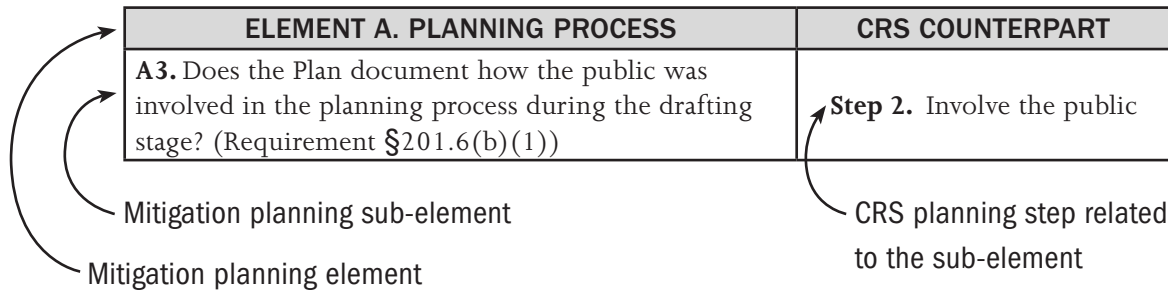 ELEMENT A. PLANNING PROCESS
CRS COUNTERPART
A3. Does the Plan document how the public was
involved in the planning process during the drafting
stage? (Requirement §201.6(b)(1))
Step 2. Involve the public
Mitigation planning sub-element
Mitigation planning element
CRS planning step related
to the sub-element